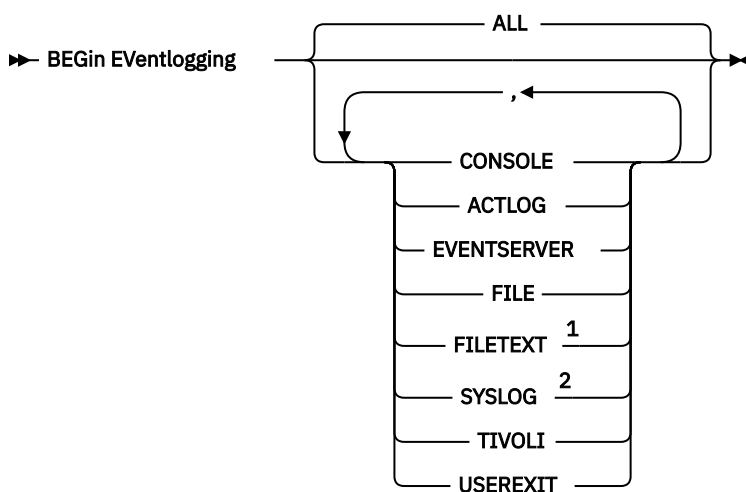 ALL
BEGin EVentlogging
,
CONSOLE
ACTLOG
EVENTSERVER
FILE
FILETEXT 1
SYSLOG 2
TIVOLI
USEREXIT